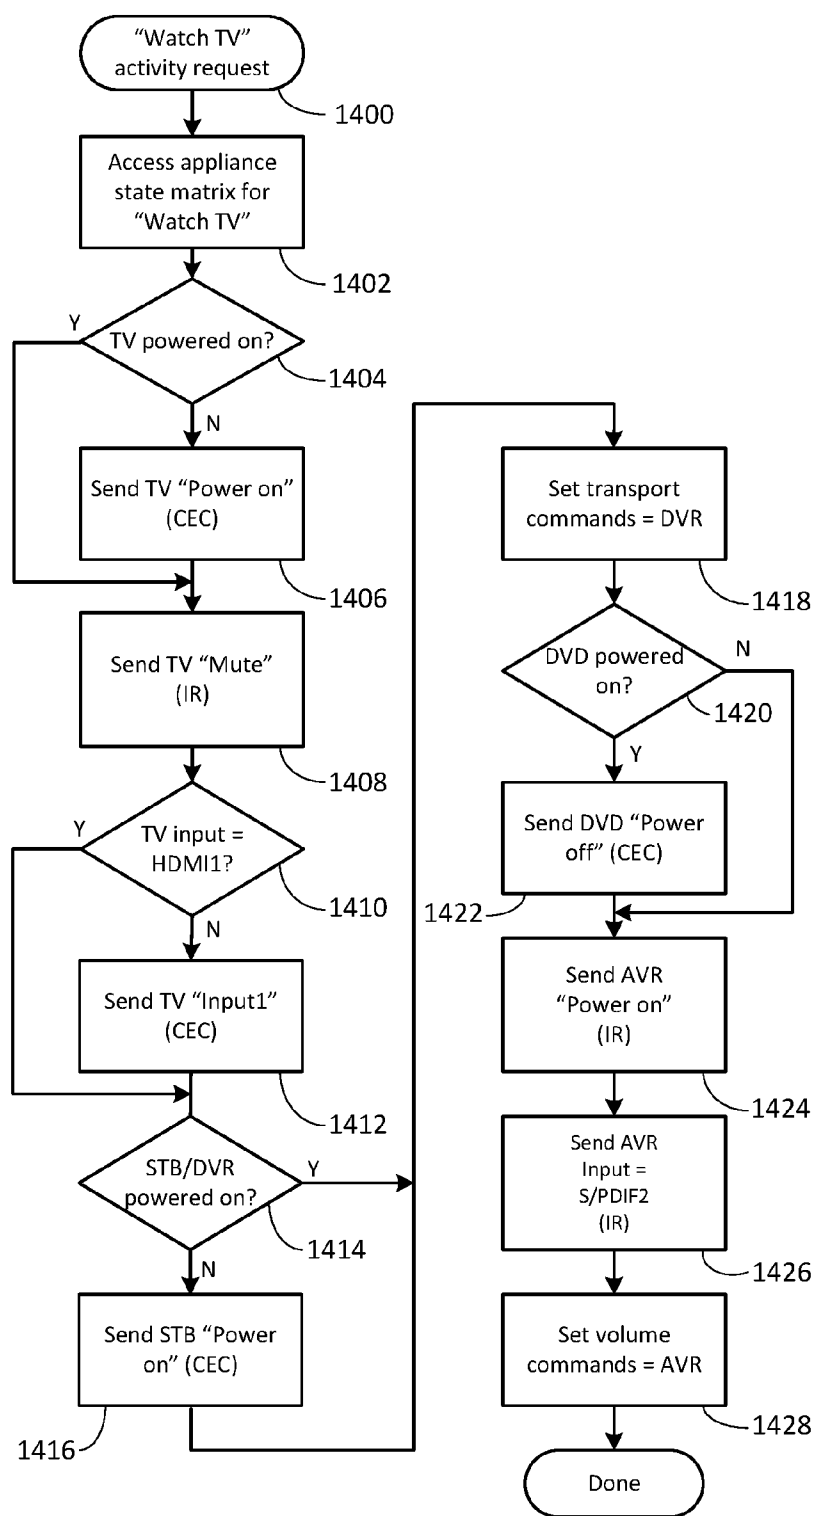 “Watch TV”
activity request
1400
Access appliance
state matrix for
“Watch TV”
1402
Y
TV powered on?
1404
N
Send TV “Power on”
(CEC)
1406
Send TV “Mute”
(IR)
1408
Y
TV input =
HDMI1?
1410
N
Send TV “Input1”
(CEC)
1412
STB/DVR
powered on?
Y
1414
N
Send STB “Power
on” (CEC)
1416
Set transport
commands = DVR
1418
N
DVD powered
on?
1420
Y
Send DVD “Power
off” (CEC)
1422
Send AVR
“Power on”
(IR)
1424
Send AVR
Input =
S/PDIF2
(IR)
1426
Set volume
commands = AVR
1428
Done